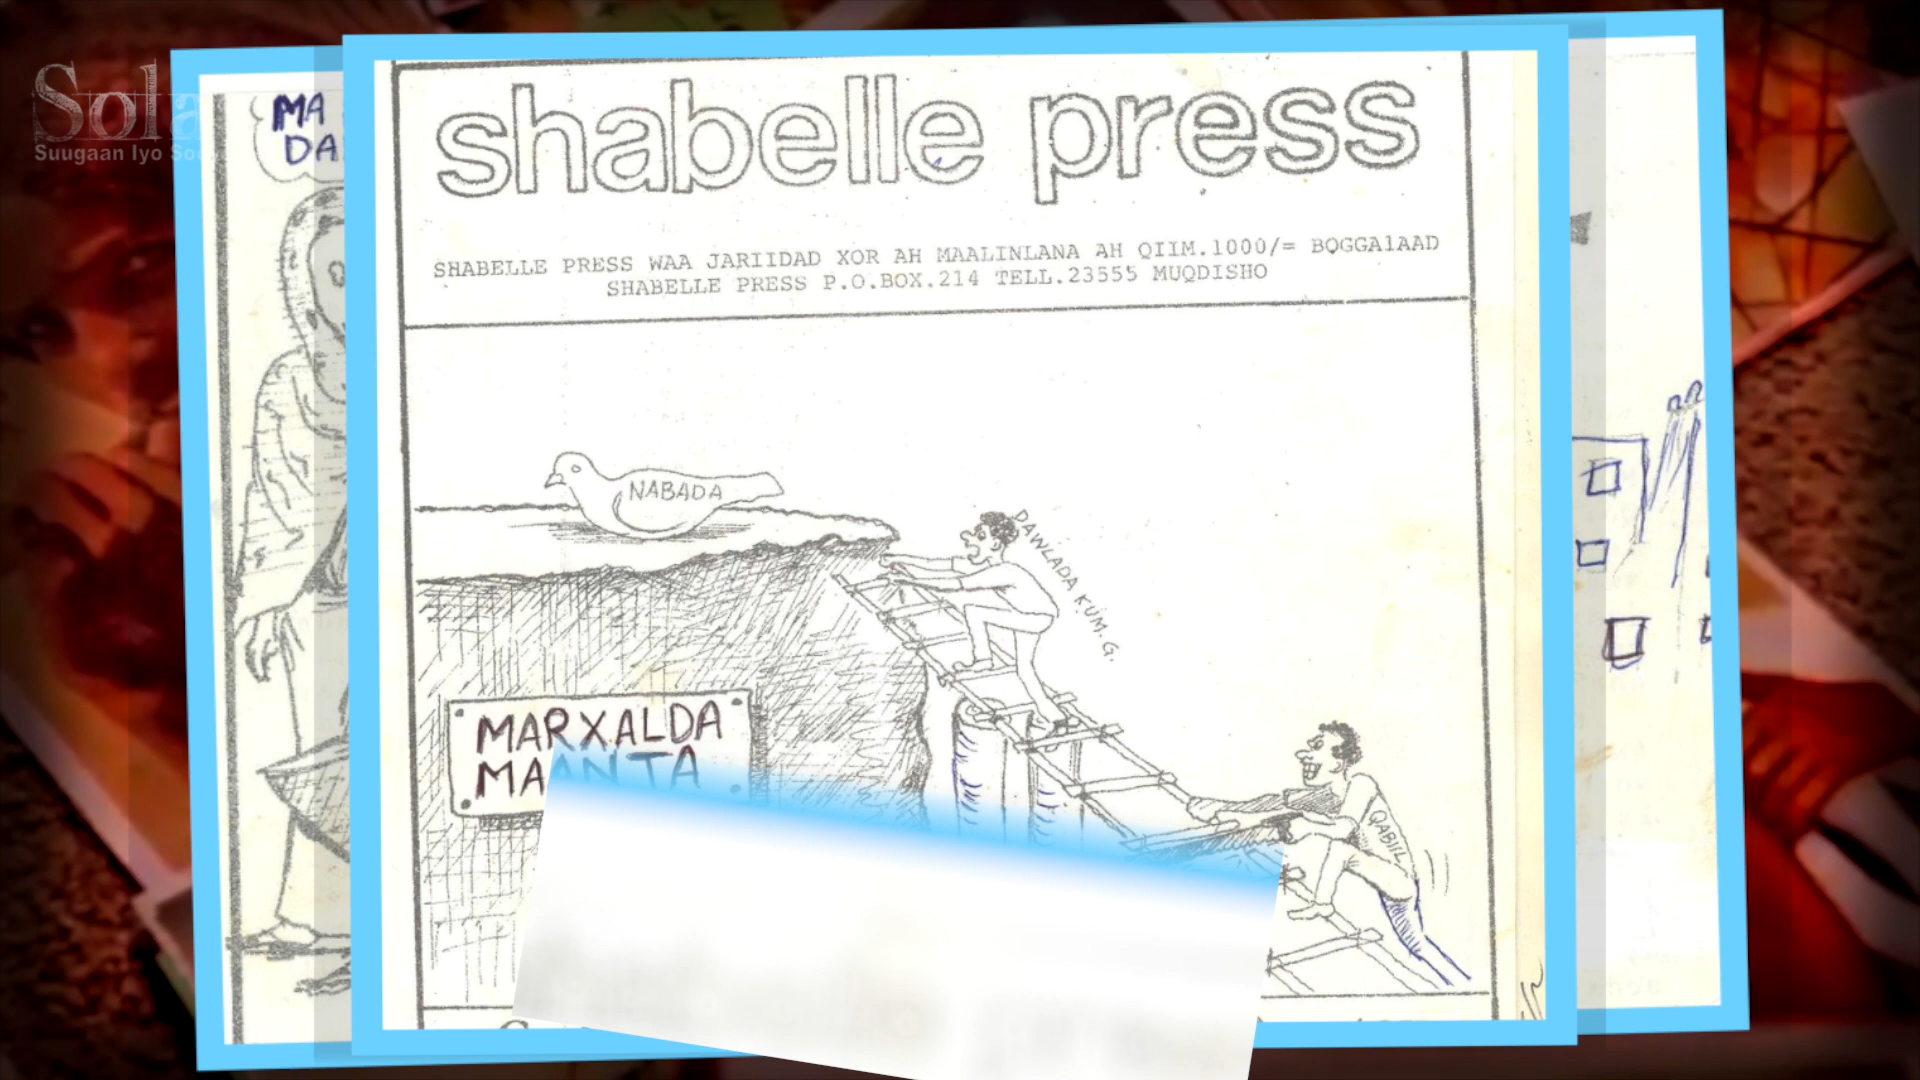 MA
DA
Suugaan Iyo
shabelle press
SHABELLE PRESS WAA JARIIDAD XOR AH MAALINLANA AH QIIM.1000/= BOGGA1AAD
SHABELLE PRESS P.O.BOX.214 TELL.23555 MUQDISHO
NABADA
DAWLADA KUM.G.
MARXALDA
MAANTA
QABIIL